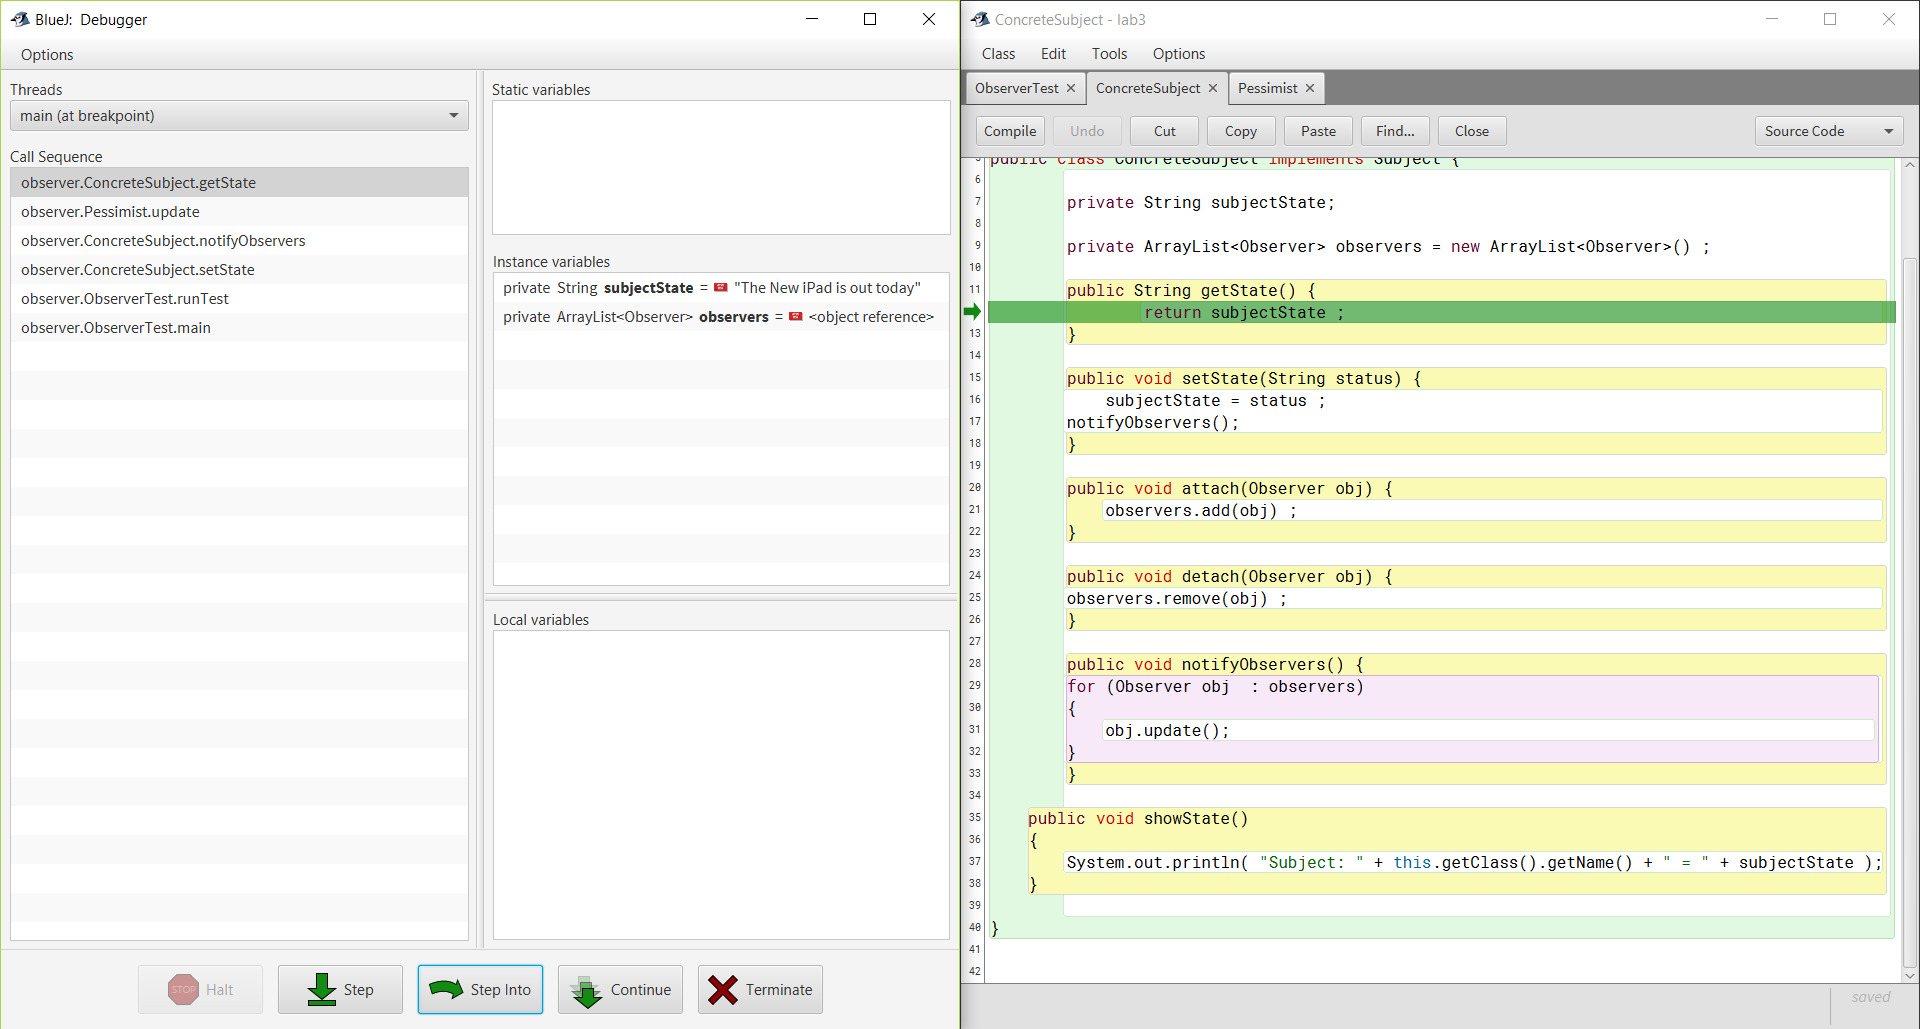 BlueJ: Debugger
Options
Threads
main (at breakpoint)
Call Sequence
observer.ConcreteSubject.getState
observer.Pessimist.update
observer.ConcreteSubject.notifyObservers
observer.ConcreteSubject.setState
observer.ObserverTest.runTest
observer.ObserverTest.main
Static variables
Instance variables
private String subjectState = "The New iPad is out today"
private ArrayList<Observer> observers = <object reference>
Local variables
STOP Halt
Step
Step Into
Continue
Terminate
ConcreteSubject - lab3
Class Edit Tools Options
ObserverTest ConcreteSubject Pessimist
Compile Undo Cut Copy Paste Find... Close Source Code
5 public class ConcreteSubject implements Subject {
6
7 private String subjectState;
8
9 private ArrayList<Observer> observers = new ArrayList<Observer>() ;
10
11 public String getState() {
return subjectState ;
13 }
14
15 public void setState(String status) {
16 subjectState = status ;
17 notifyObservers();
18 }
19
20 public void attach(Observer obj) {
21 observers.add(obj) ;
22 }
23
24 public void detach(Observer obj) {
25 observers.remove(obj) ;
26 }
27
28 public void notifyObservers() {
29 for (Observer obj : observers)
30 {
31 obj.update();
32 }
33 }
34
35 public void showState()
36 {
37 System.out.println( "Subject: " + this.getClass().getName() + " = " + subjectState );
38 }
39
40 }
41
42
saved